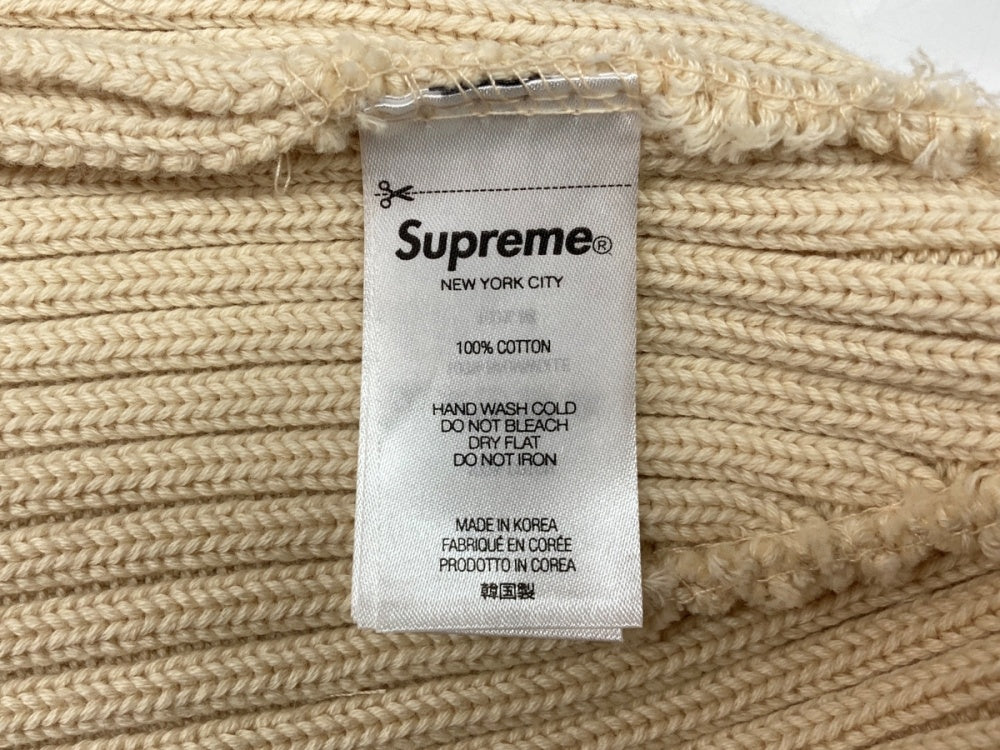 Supreme®
NEW YORK CITY
100% COTTON
HAND WASH COLD
DO NOT BLEACH
DRY FLAT
DO NOT IRON
MADE IN KOREA
FABRIQUÉ EN CORÉE
PRODOTTO IN COREA
韓国製